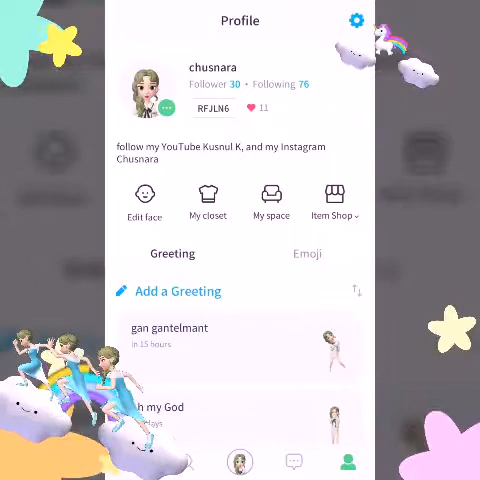 Profile
chusnara
Follower 30 • Following 76
RFJLN6
11
follow my YouTube Kusnul K, and my Instagram
Chusnara
Edit face
My closet
My space
Item Shop
Greeting
Emoji
Add a Greeting
gan gantelmant
in 15 hours
my God